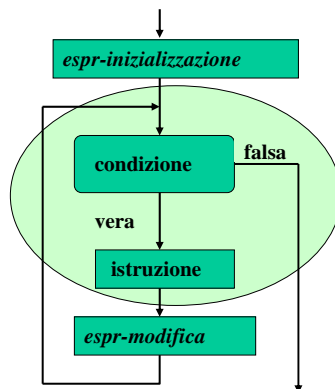 espr-inizializzazione
condizione
falsa
vera
istruzione
espr-modifica